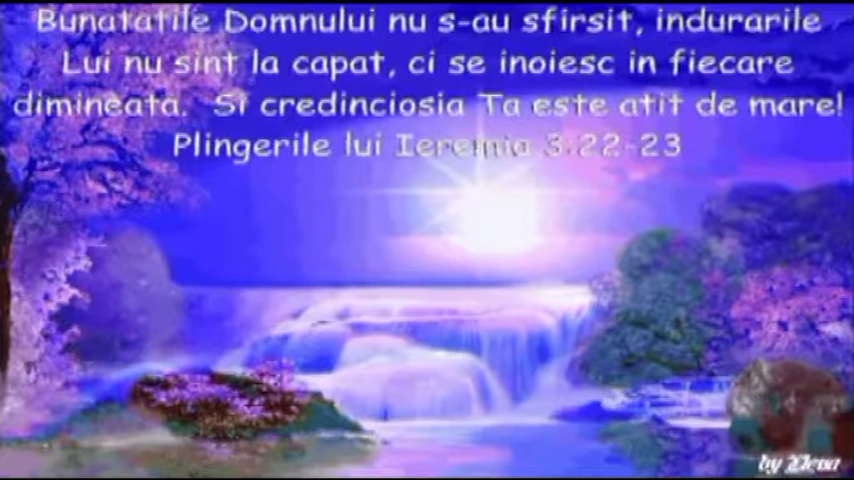 Bunatatile Domnului nu s-au sfirsit, indurarile
Lui nu sint la capat, ci se inoiesc in fiecare
dimineata. Si credinciosia Ta este atit de mare!
Plingerile lui Ieremia 3:22-23
by Elena